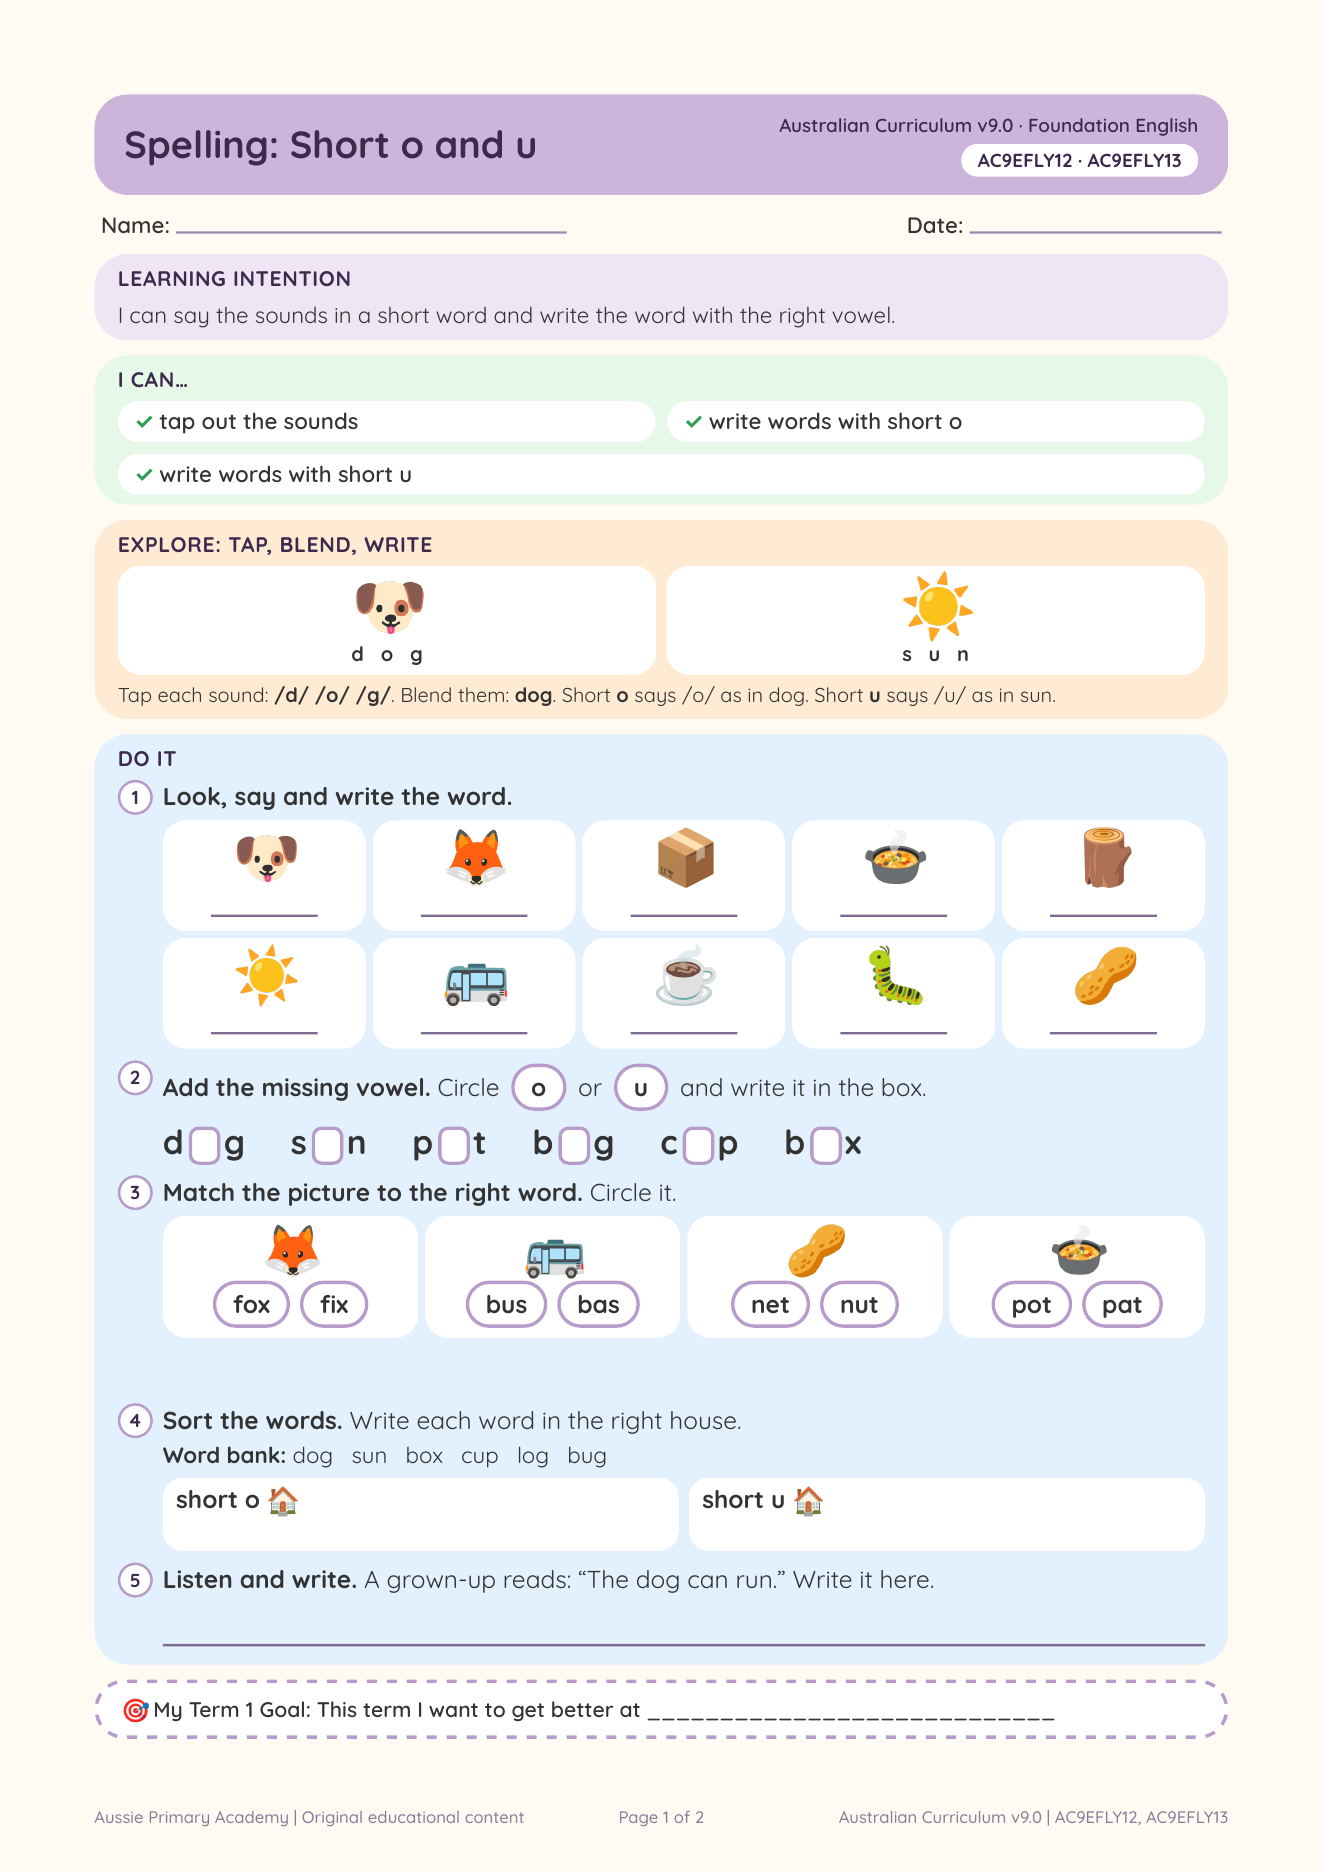 Spelling: Short o and u
Australian Curriculum v9.0 · Foundation English
AC9EFLY12 · AC9EFLY13
Name: Date:
LEARNING INTENTION
I can say the sounds in a short word and write the word with the right vowel.
I CAN…
✓ tap out the sounds ✓ write words with short o
✓ write words with short u
EXPLORE: TAP, BLEND, WRITE
d o g s u n
Tap each sound: /d/ /o/ /g/. Blend them: dog. Short o says /o/ as in dog. Short u says /u/ as in sun.
DO IT
1 Look, say and write the word.
2 Add the missing vowel. Circle o or u and write it in the box.
d g s n p t b g c p b x
3 Match the picture to the right word. Circle it.
fox fix bus bas net nut pot pat
4 Sort the words. Write each word in the right house.
Word bank: dog sun box cup log bug
short o short u
5 Listen and write. A grown-up reads: “The dog can run.” Write it here.
My Term 1 Goal: This term I want to get better at ____________________________
Aussie Primary Academy | Original educational content Page 1 of 2 Australian Curriculum v9.0 | AC9EFLY12, AC9EFLY13